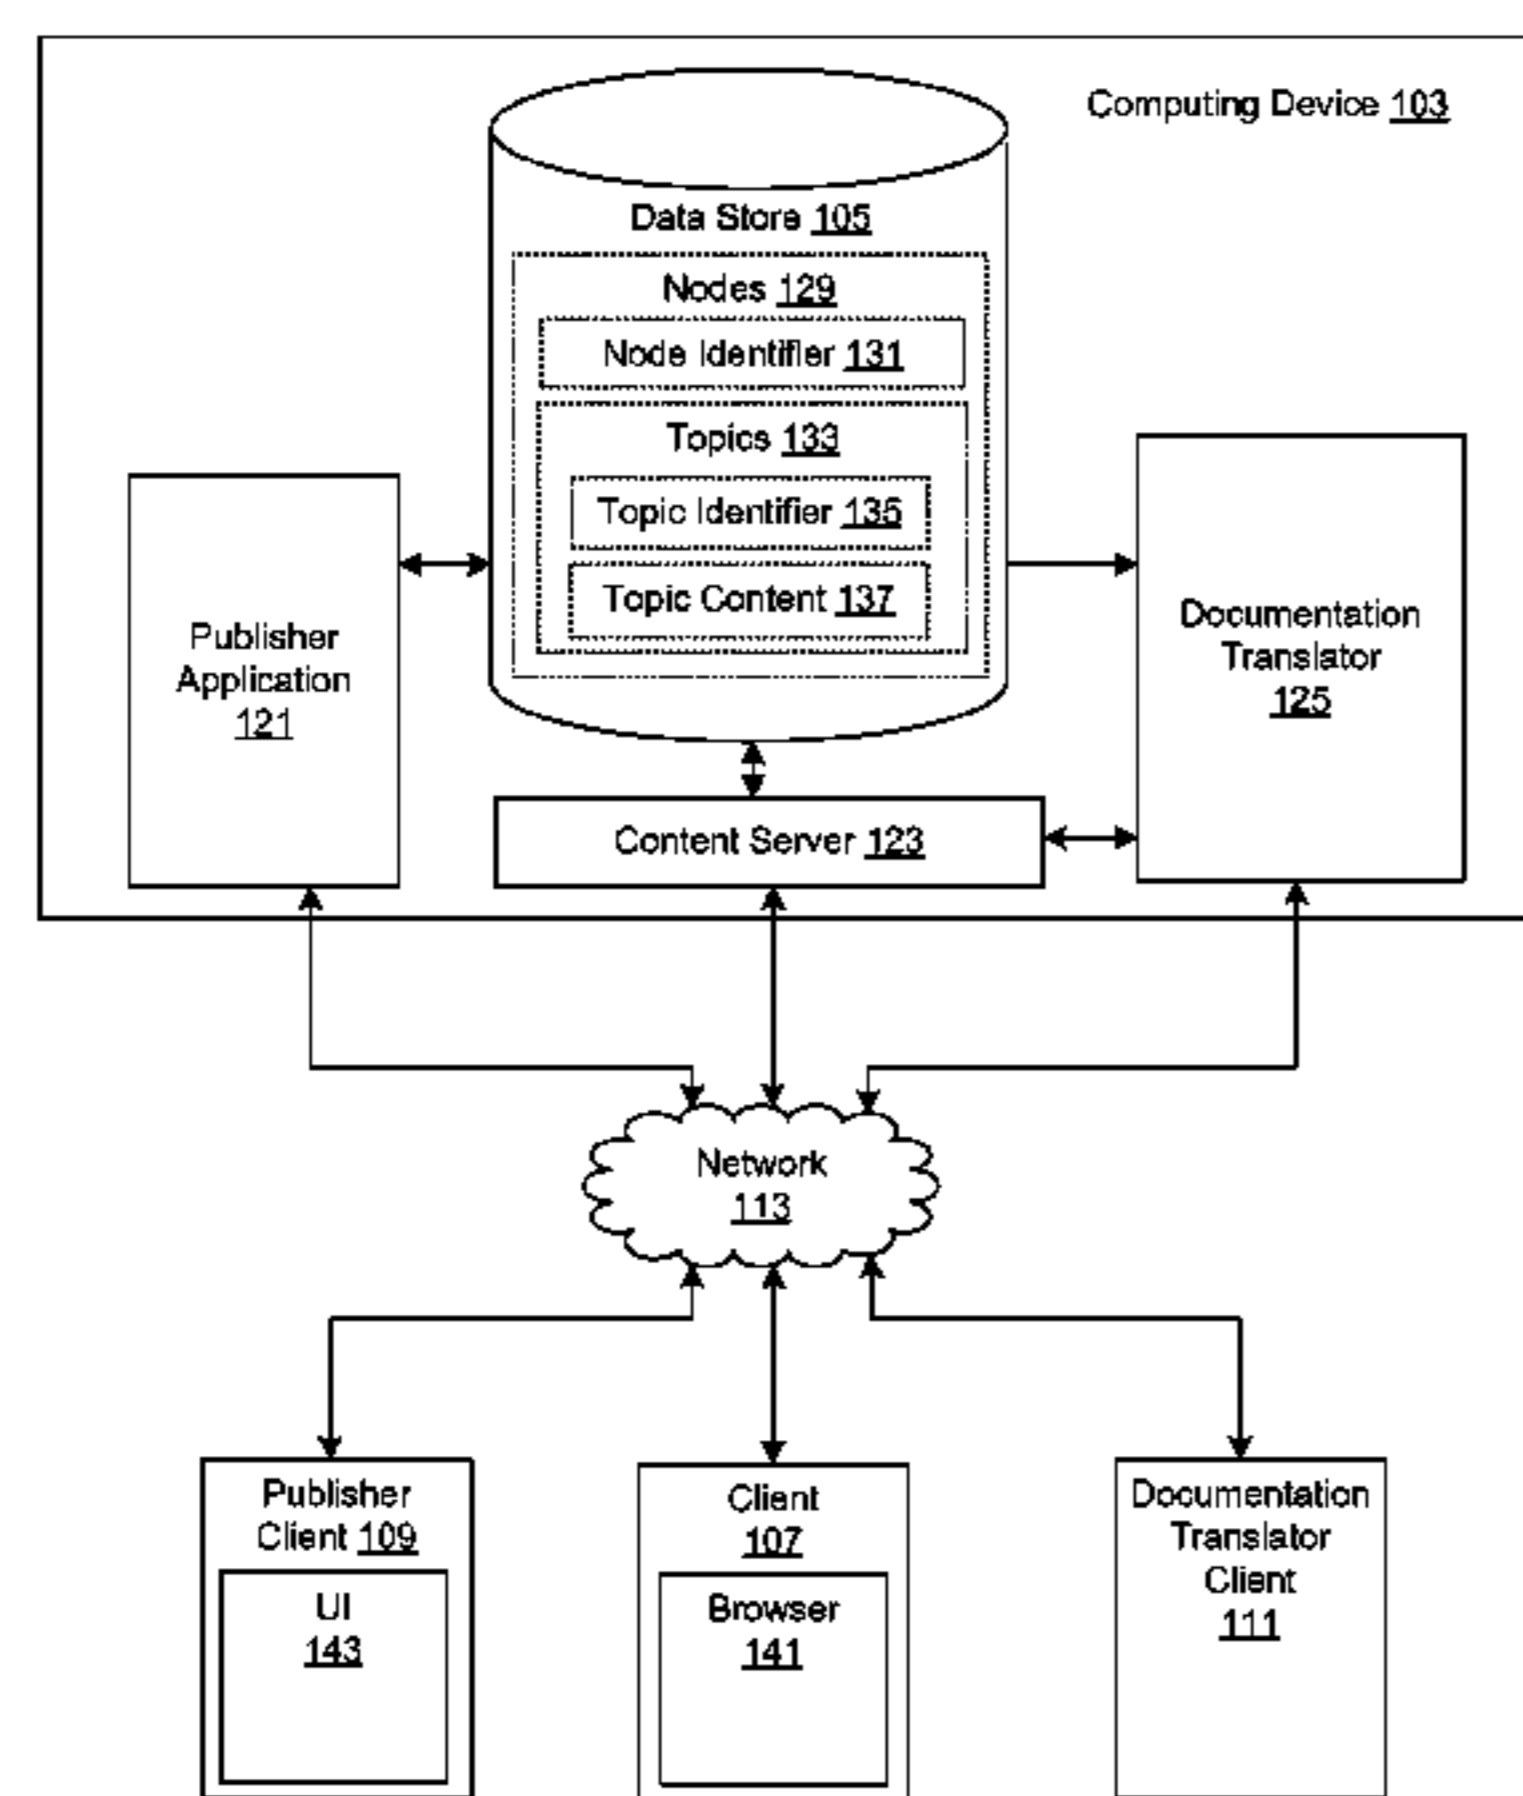 Computing Device 103
Data Store 105
Nodes 129
Node Identifier 131
Topics 133
Topic Identifier 135
Topic Content 137
Publisher
Application
121
Documentation
Translator
125
Content Server 123
Network
113
Publisher
Client 109
UI
143
Client
107
Browser
141
Documentation
Translator
Client
111